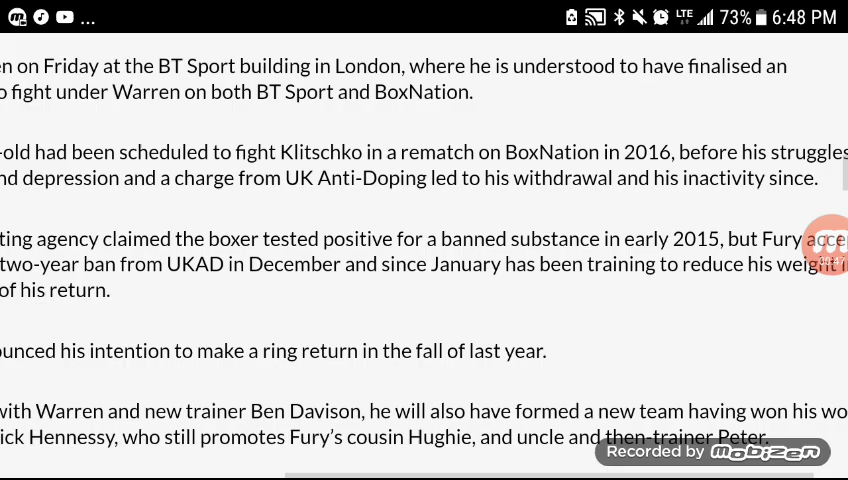 ... LTE 73% 6:48 PM
on Friday at the BT Sport building in London, where he is understood to have finalised an
fight under Warren on both BT Sport and BoxNation.
-old had been scheduled to fight Klitschko in a rematch on BoxNation in 2016, before his struggles
depression and a charge from UK Anti-Doping led to his withdrawal and his inactivity since.
agency claimed the boxer tested positive for a banned substance in early 2015, but Fury
two-year ban from UKAD in December and since January has been training to reduce his weight
of his return.
his intention to make a ring return in the fall of last year.
with Warren and new trainer Ben Davison, he will also have formed a new team having won his
Hennessy, who still promotes Fury's cousin Hughie, and uncle and then-trainer Peter.
Recorded by mobizen